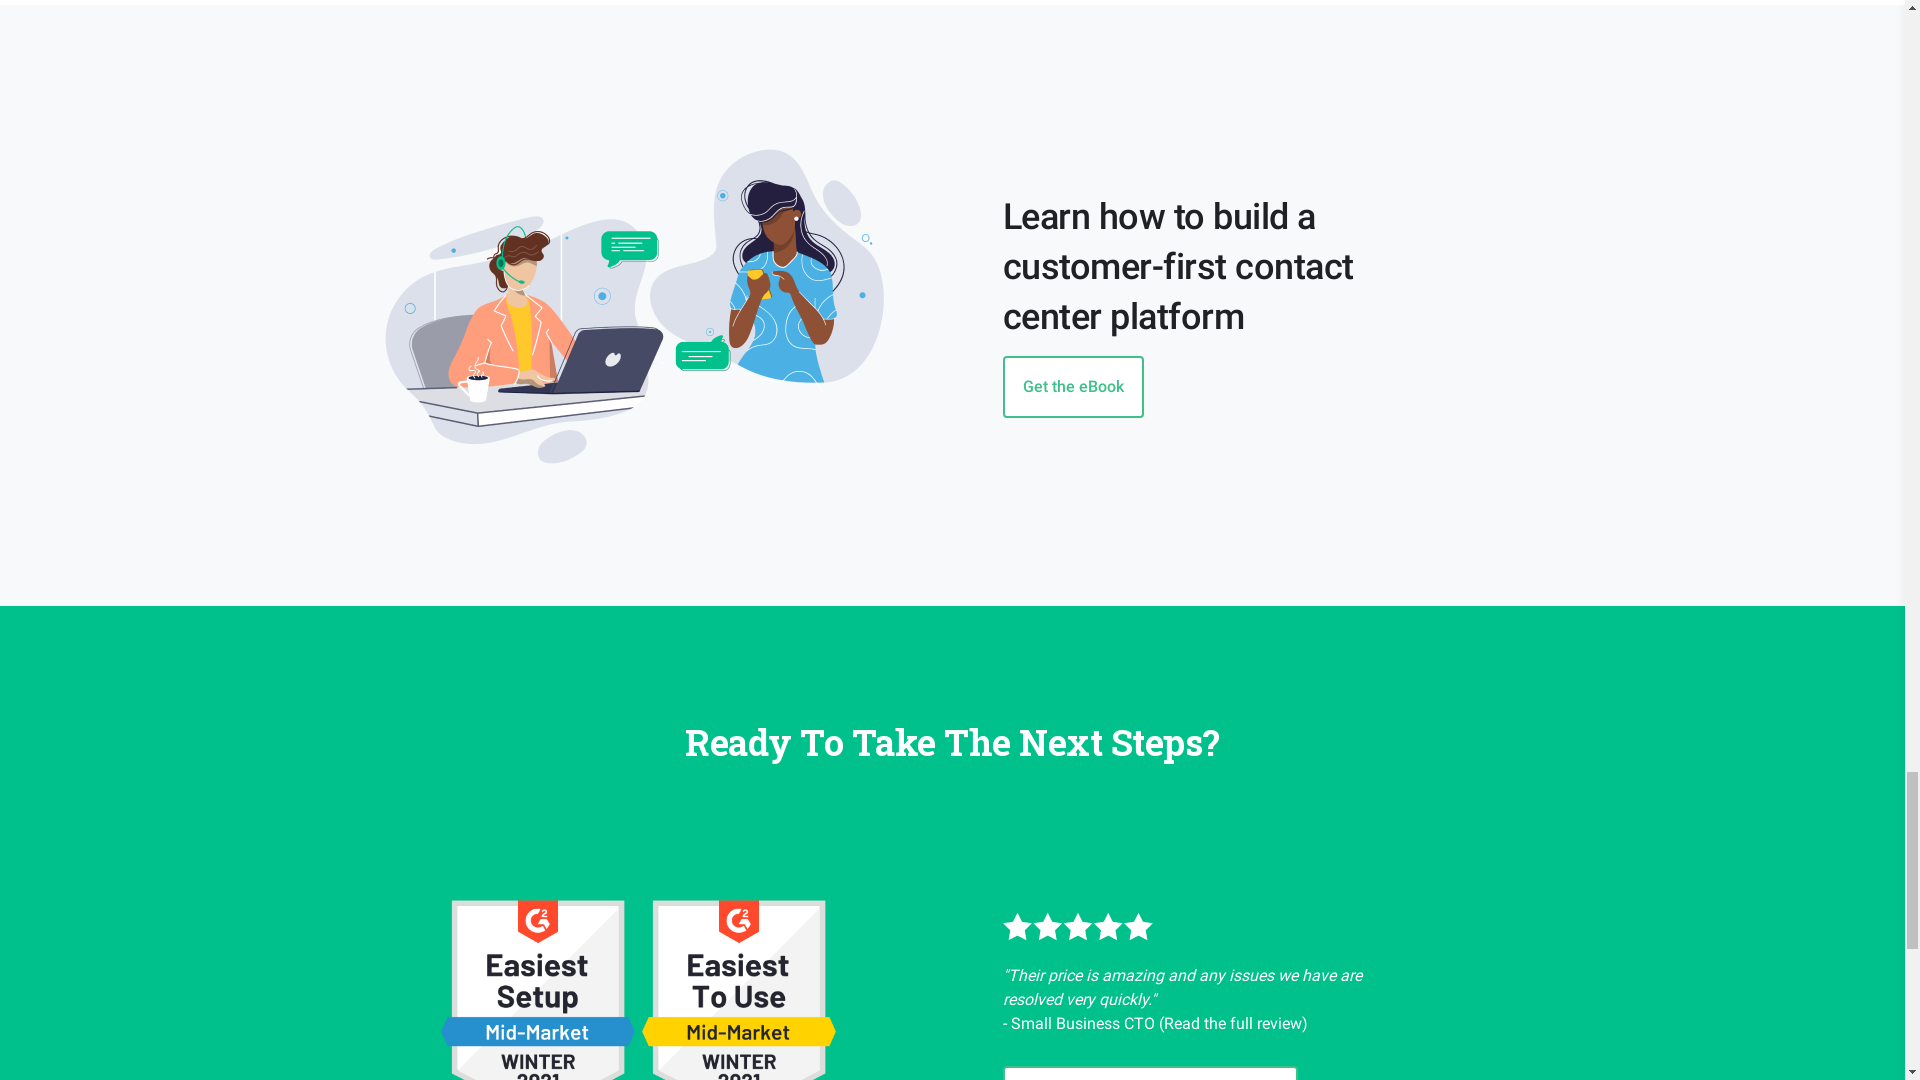 Learn how to build a
customer-first contact
center platform
Get the eBook
Ready To Take The Next Steps?
G2
Easiest
Setup
Mid-Market
WINTER
2021
G2
Easiest
To Use
Mid-Market
WINTER
2021
"Their price is amazing and any issues we have are
resolved very quickly."
- Small Business CTO (Read the full review)